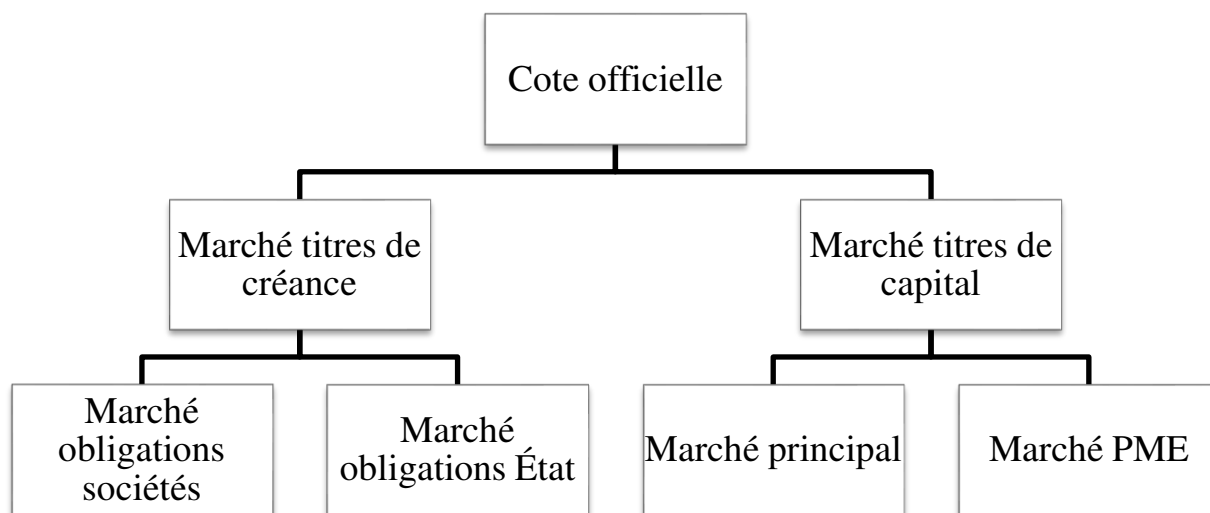 Cote officielle
Marché titres de
créance
Marché titres de
capital
Marché
obligations
sociétés
Marché
obligations État
Marché principal
Marché PME